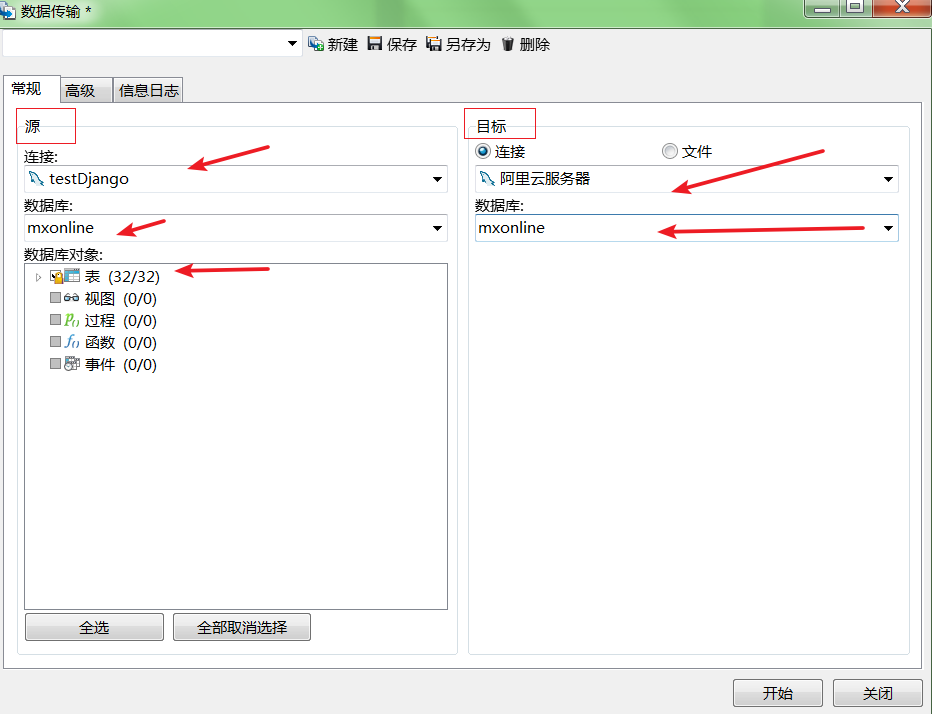 数据传输 *
新建 保存 另存为 删除
常规 高级 信息日志
源
连接:
testDjango
数据库:
mxonline
数据库对象:
表 (32/32)
视图 (0/0)
过程 (0/0)
函数 (0/0)
事件 (0/0)
全选 全部取消选择
目标
连接 文件
阿里云服务器
数据库:
mxonline
开始 关闭